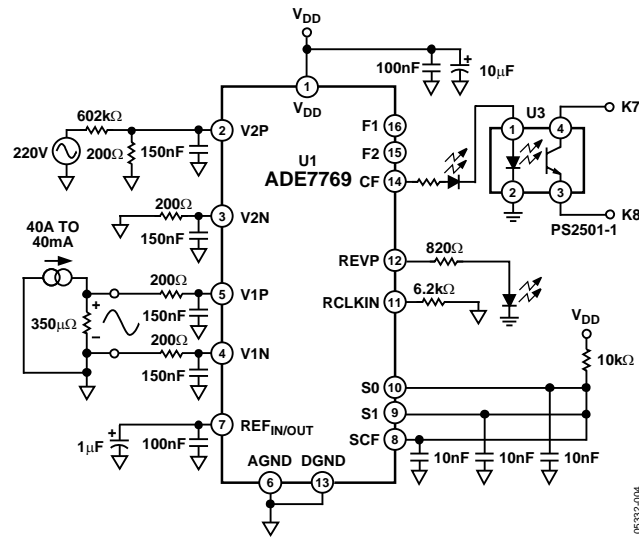 VDD
100nF
10µF
+
1
VDD
602kΩ
2
V2P
200Ω
150nF
220V
U1
ADE7769
F1
16
F2
15
CF
14
U3
1
4
K7
2
3
K8
PS2501-1
200Ω
3
V2N
150nF
40A TO
40mA
200Ω
5
V1P
150nF
+
350µΩ
–
200Ω
4
V1N
150nF
REVP
12
820Ω
RCLKIN
11
6.2kΩ
VDD
10kΩ
S0
10
S1
9
SCF
8
10nF
10nF
10nF
7
REFIN/OUT
+
1µF
100nF
AGND
DGND
6
13
05332-004